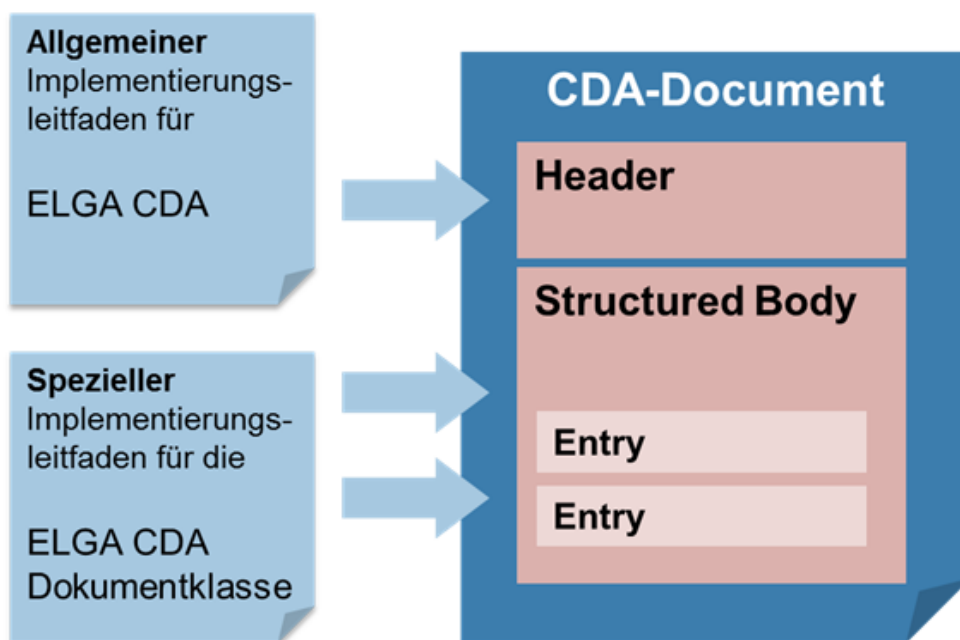 Allgemeiner
Implementierungs-
leitfaden für
ELGA CDA
Spezieller
Implementierungs-
leitfaden für die
ELGA CDA
Dokumentklasse
CDA-Document
Header
Structured Body
Entry
Entry